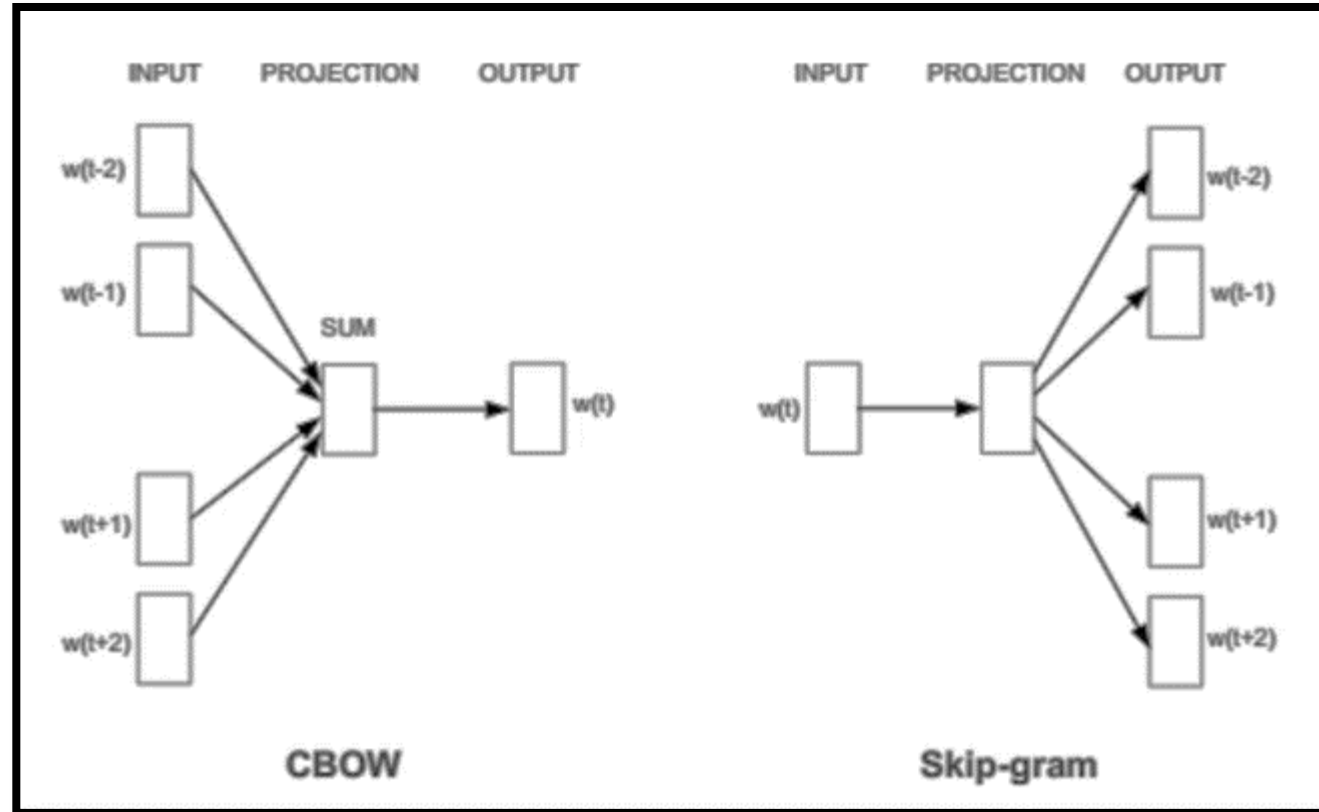 INPUT PROJECTION OUTPUT
w(t-2)
w(t-1)
SUM
w(t)
w(t+1)
w(t+2)
CBOW
INPUT PROJECTION OUTPUT
w(t-2)
w(t-1)
w(t)
w(t+1)
w(t+2)
Skip-gram